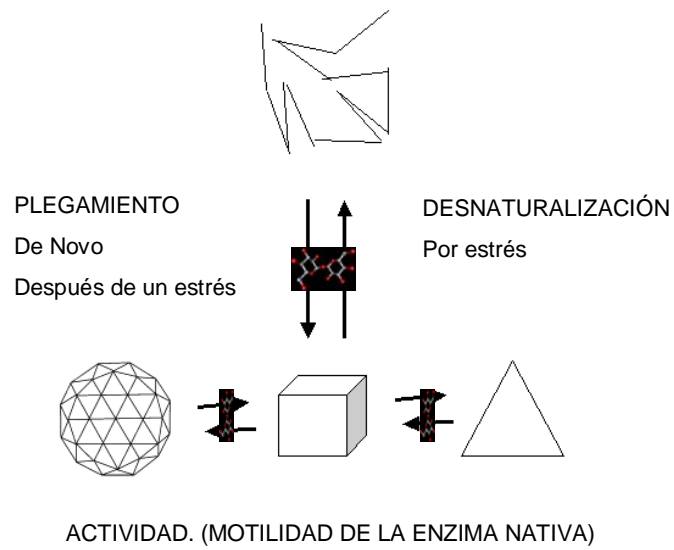 PLEGAMIENTO
De Novo
Después de un estrés
DESNATURALIZACIÓN
Por estrés
ACTIVIDAD. (MOTILIDAD DE LA ENZIMA NATIVA)